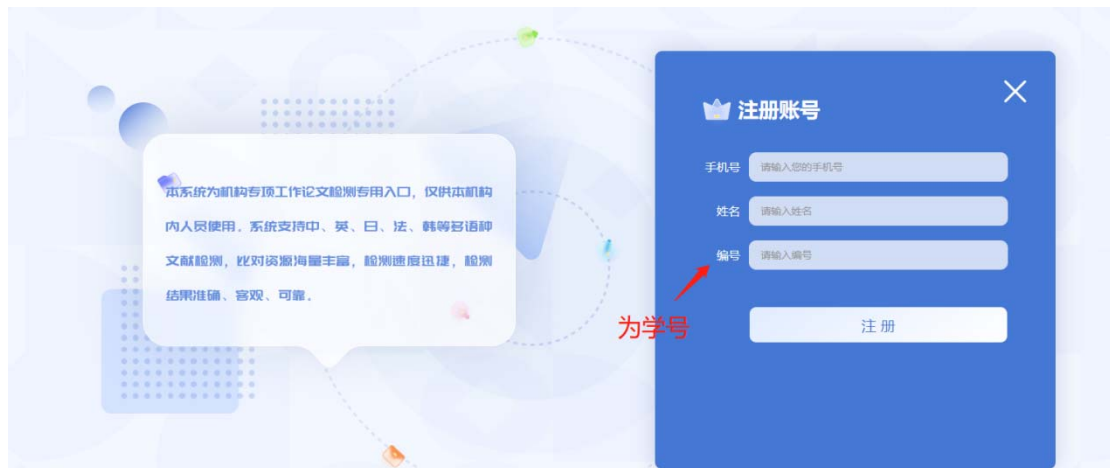 本系统为机构专项工作论文检测专用入口，仅供本机构
内人员使用。系统支持中、英、日、法、韩等多语种
文献检测，比对资源海量丰富，检测速度迅捷，检测
结果准确、客观、可靠。
注册账号
手机号 请输入您的手机号
姓名 请输入姓名
编号 请输入编号
为学号
注 册